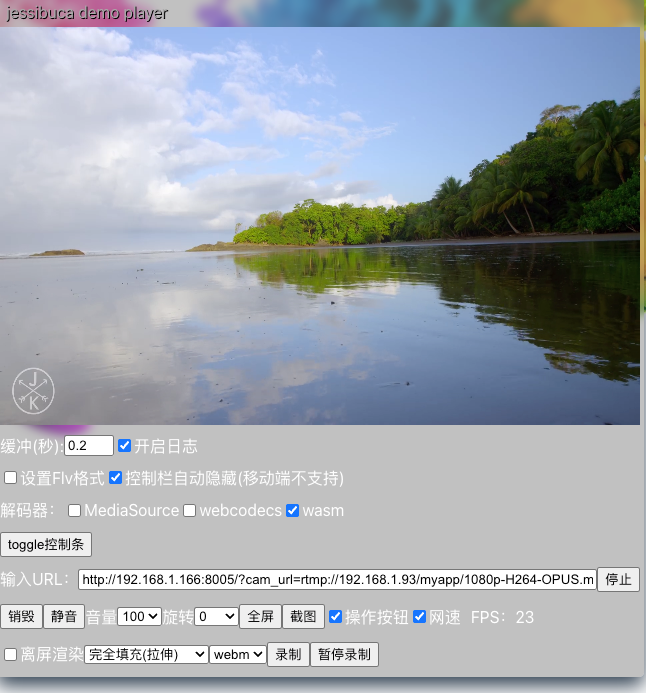 jessibuca demo player
J
K
缓冲(秒):0.2 开启日志
设置Flv格式 控制栏自动隐藏(移动端不支持)
解码器： MediaSource webcodecs wasm
toggle控制条
输入URL： http://192.168.1.166:8005/?cam_url=rtmp://192.168.1.93/myapp/1080p-H264-OPUS.m 停止
销毁 静音 音量 100 旋转 0 全屏 截图 操作按钮 网速 FPS：23
离屏渲染 完全填充(拉伸) webm 录制 暂停录制